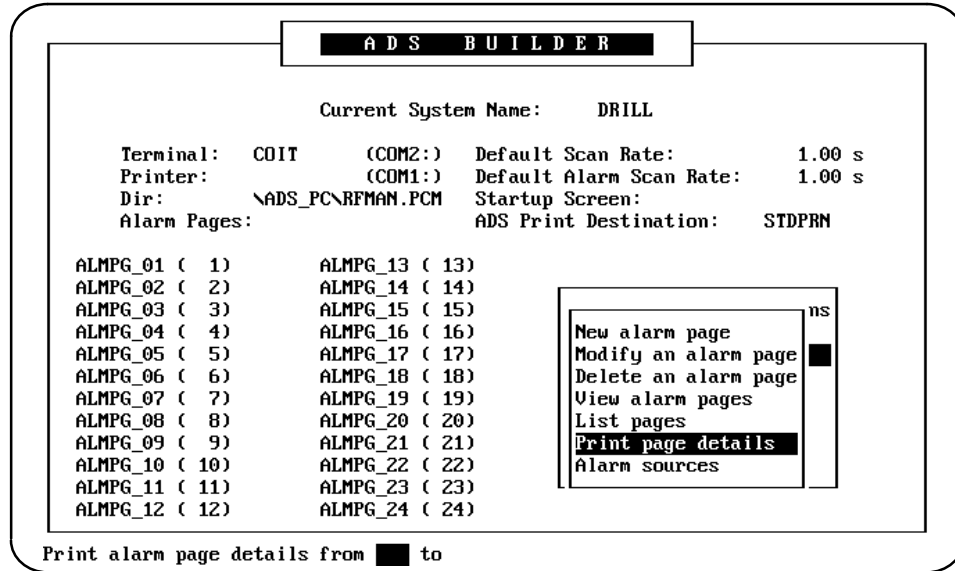 ADS BUILDER
Current System Name: DRILL
Terminal: COIT (COM2:) Default Scan Rate: 1.00 s
Printer: (COM1:) Default Alarm Scan Rate: 1.00 s
Dir: \ADS_PC\RFMAN.PCM Startup Screen:
Alarm Pages: ADS Print Destination: STDPRN
ALMPG_01 ( 1) ALMPG_13 ( 13)
ALMPG_02 ( 2) ALMPG_14 ( 14)
ALMPG_03 ( 3) ALMPG_15 ( 15) ns
ALMPG_04 ( 4) ALMPG_16 ( 16) New alarm page
ALMPG_05 ( 5) ALMPG_17 ( 17) Modify an alarm page
ALMPG_06 ( 6) ALMPG_18 ( 18) Delete an alarm page
ALMPG_07 ( 7) ALMPG_19 ( 19) View alarm pages
ALMPG_08 ( 8) ALMPG_20 ( 20) List pages
ALMPG_09 ( 9) ALMPG_21 ( 21) Print page details
ALMPG_10 ( 10) ALMPG_22 ( 22) Alarm sources
ALMPG_11 ( 11) ALMPG_23 ( 23)
ALMPG_12 ( 12) ALMPG_24 ( 24)
Print alarm page details from to